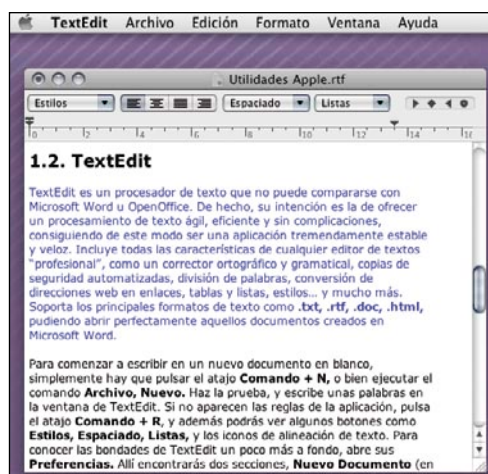 TextEdit Archivo Edición Formato Ventana Ayuda
Utilidades Apple.rtf
Estilos Espaciado Listas
0 2 4 6 8 10 12 14 16
1.2. TextEdit
TextEdit es un procesador de texto que no puede compararse con
Microsoft Word u OpenOffice. De hecho, su intención es la de ofrecer
un procesamiento de texto ágil, eficiente y sin complicaciones,
consiguiendo de este modo ser una aplicación tremendamente estable
y veloz. Incluye todas las características de cualquier editor de textos
"profesional", como un corrector ortográfico y gramatical, copias de
seguridad automatizadas, división de palabras, conversión de
direcciones web en enlaces, tablas y listas, estilos... y mucho más.
Soporta los principales formatos de texto como .txt, .rtf, .doc, .html,
pudiendo abrir perfectamente aquellos documentos creados en
Microsoft Word.
Para comenzar a escribir en un nuevo documento en blanco,
simplemente hay que pulsar el atajo Comando + N, o bien ejecutar el
comando Archivo, Nuevo. Haz la prueba, y escribe unas palabras en
la ventana de TextEdit. Si no aparecen las reglas de la aplicación, pulsa
el atajo Comando + R, y además podrás ver algunos botones como
Estilos, Espaciado, Listas, y los iconos de alineación de texto. Para
conocer las bondades de TextEdit un poco más a fondo, abre sus
Preferencias. Allí encontrarás dos secciones, Nuevo Documento (en